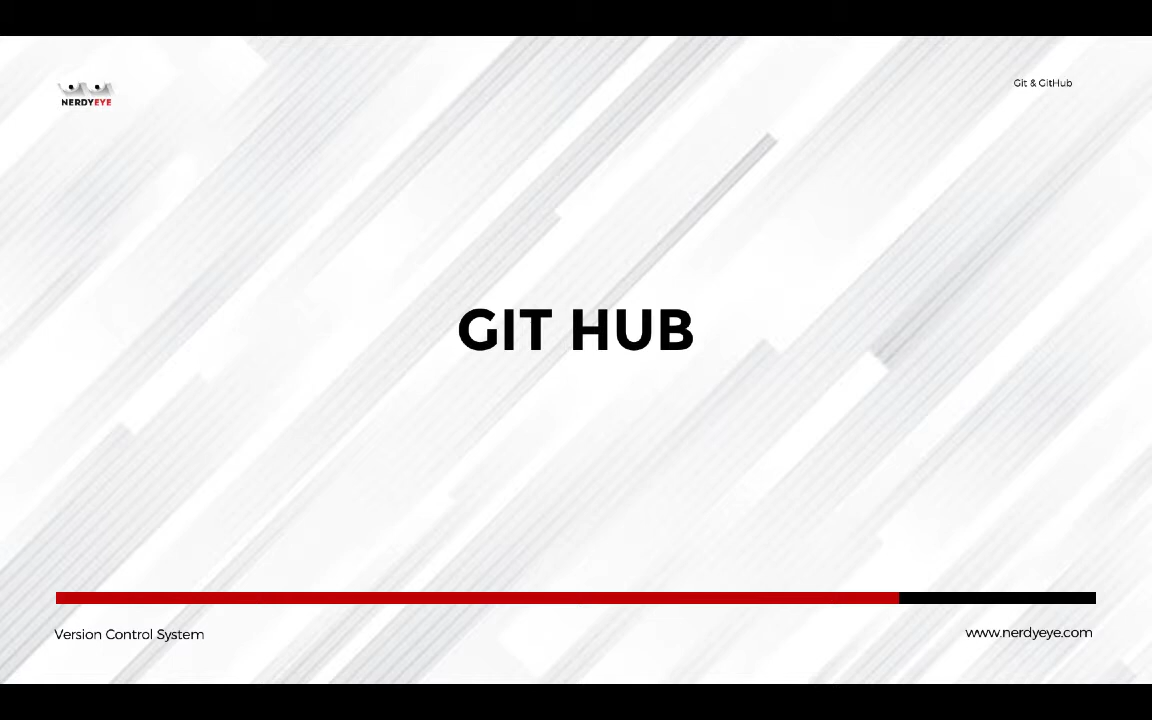 NERDYEYE
Git & GitHub
GIT HUB
Version Control System
www.nerdyeye.com